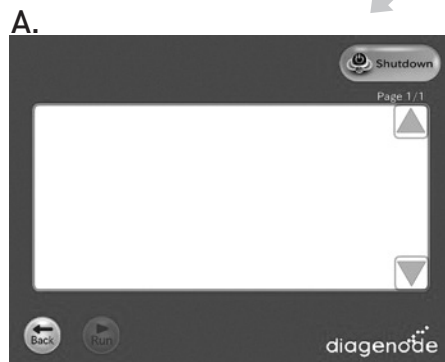 A.
Shutdown
Page 1/1
Back
Run
diagenode